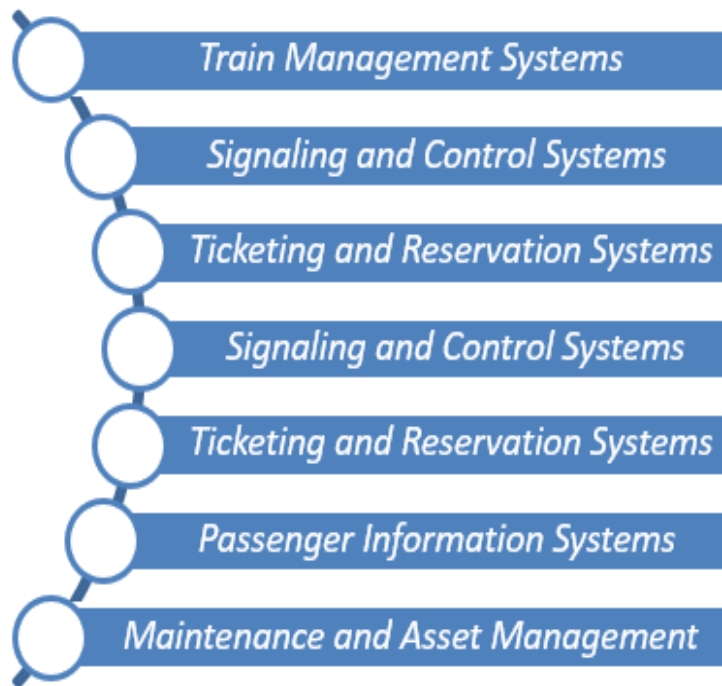 Train Management Systems
Signaling and Control Systems
Ticketing and Reservation Systems
Signaling and Control Systems
Ticketing and Reservation Systems
Passenger Information Systems
Maintenance and Asset Management